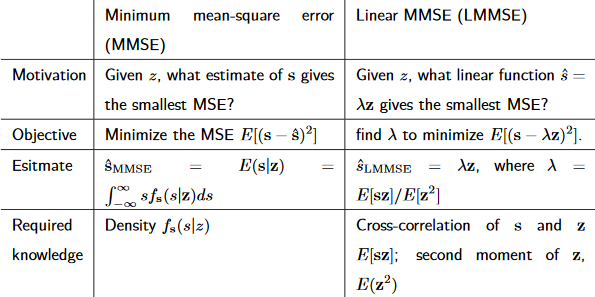 Minimum mean-square error Linear MMSE (LMMSE)
(MMSE)
Motivation Given z, what estimate of s gives Given z, what linear function ŝ =
the smallest MSE? λz gives the smallest MSE?
Objective Minimize the MSE E[(s − ŝ)²] find λ to minimize E[(s − λz)²].
Esitmate ŝ_MMSE = E(s|z) = ŝ_LMMSE = λz, where λ =
∫_{−∞}^{∞} sf_s(s|z)ds E[sz]/E[z²]
Required Density f_s(s|z) Cross-correlation of s and z
knowledge E[sz]; second moment of z,
E(z²)